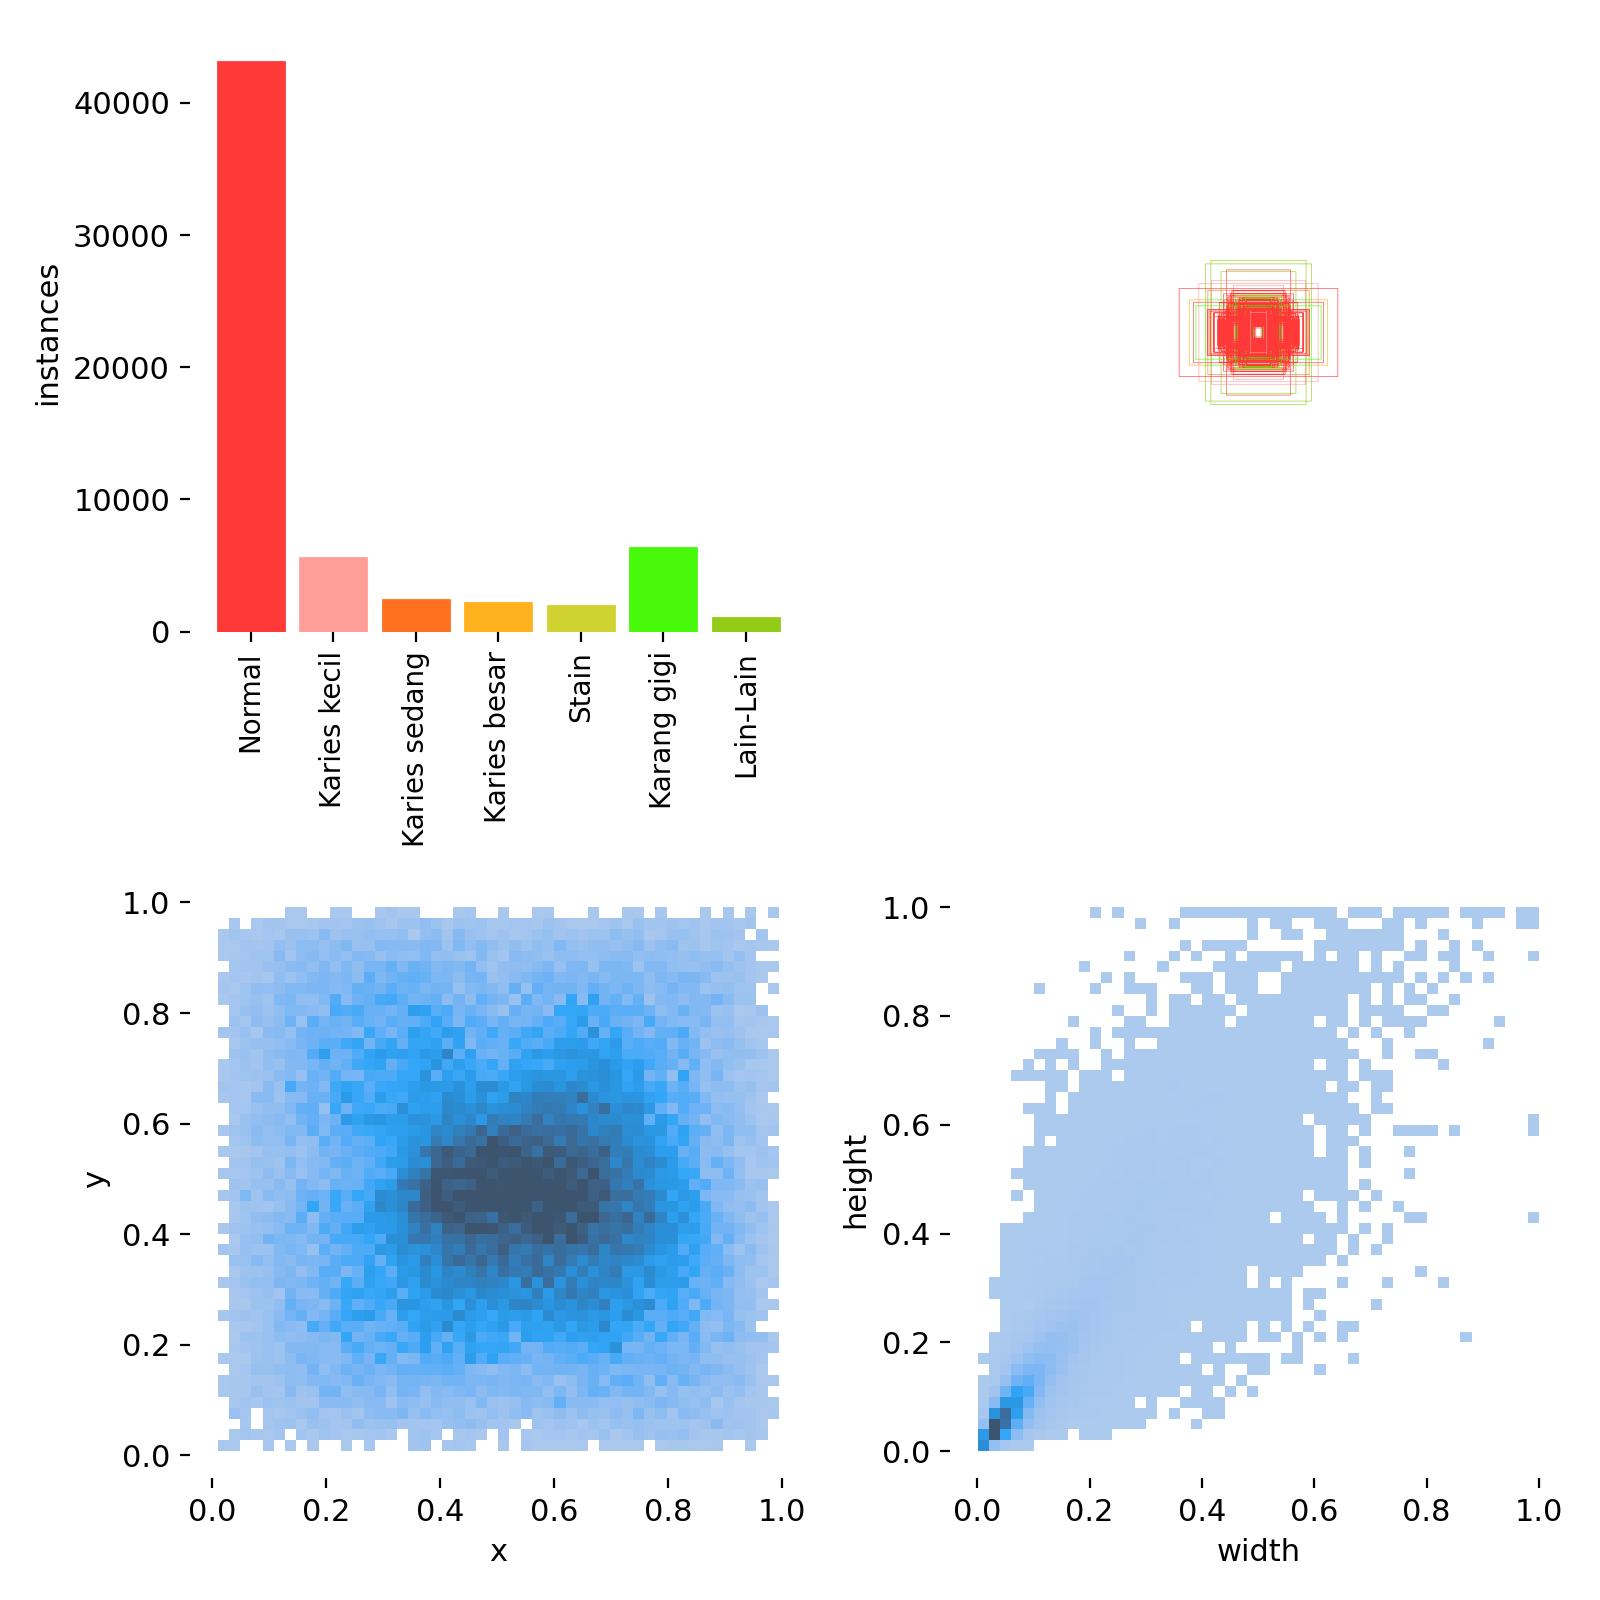 40000
30000
20000
10000
0
instances
Normal
Karies kecil
Karies sedang
Karies besar
Stain
Karang gigi
Lain-Lain
1.0
0.8
0.6
0.4
0.2
0.0
y
0.0 0.2 0.4 0.6 0.8 1.0
x
1.0
0.8
0.6
0.4
0.2
0.0
height
0.0 0.2 0.4 0.6 0.8 1.0
width